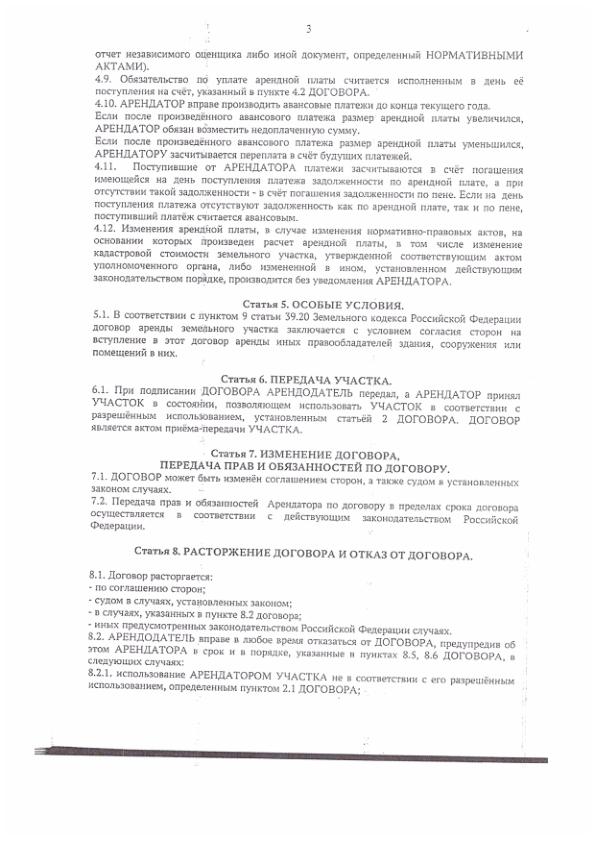 3
отчет независимого оценщика либо иной документ, определенный НОРМАТИВНЫМИ
АКТАМИ).
4.9. Обязательство по уплате арендной платы считается исполненным в день её
поступления на счёт, указанный в пункте 4.2 ДОГОВОРА.
4.10. АРЕНДАТОР вправе производить авансовые платежи до конца текущего года.
Если после произведённого авансового платежа размер арендной платы увеличился,
АРЕНДАТОР обязан возместить недоплаченную сумму.
Если после произведённого авансового платежа размер арендной платы уменьшился,
АРЕНДАТОРУ засчитывается переплата в счёт будущих платежей.
4.11. Поступившие от АРЕНДАТОРА платежи засчитываются в счёт погашения
имеющейся на день поступления платежа задолженности по арендной плате, а при
отсутствии такой задолженности - в счёт погашения задолженности по пене. Если на день
поступления платежа отсутствуют задолженность как по арендной плате, так и по пене,
поступивший платёж считается авансовым.
4.12. Изменения арендной платы, в случае изменения нормативно-правовых актов, на
основании которых произведен расчет арендной платы, в том числе изменение
кадастровой стоимости земельного участка, утвержденной соответствующим актом
уполномоченного органа, либо измененной в ином, установленном действующим
законодательством порядке, производится без уведомления АРЕНДАТОРА.
Статья 5. ОСОБЫЕ УСЛОВИЯ.
5.1. В соответствии с пунктом 9 статьи 39.20 Земельного кодекса Российской Федерации
договор аренды земельного участка заключается с условием согласия сторон на
вступление в этот договор аренды иных правообладателей здания, сооружения или
помещений в них.
Статья 6. ПЕРЕДАЧА УЧАСТКА.
6.1. При подписании ДОГОВОРА АРЕНДОДАТЕЛЬ передал, а АРЕНДАТОР принял
УЧАСТОК в состоянии, позволяющем использовать УЧАСТОК в соответствии с
разрешённым использованием, установленным статьёй 2 ДОГОВОРА. ДОГОВОР
является актом приёма-передачи УЧАСТКА.
Статья 7. ИЗМЕНЕНИЕ ДОГОВОРА,
ПЕРЕДАЧА ПРАВ И ОБЯЗАННОСТЕЙ ПО ДОГОВОРУ.
7.1. ДОГОВОР может быть изменён соглашением сторон, а также судом в установленных
законом случаях.
7.2. Передача прав и обязанностей Арендатора по договору в пределах срока договора
осуществляется в соответствии с действующим законодательством Российской
Федерации.
Статья 8. РАСТОРЖЕНИЕ ДОГОВОРА И ОТКАЗ ОТ ДОГОВОРА.
8.1. Договор расторгается:
- по соглашению сторон;
- судом в случаях, установленных законом;
- в случаях, указанных в пункте 8.2 договора;
- иных предусмотренных законодательством Российской Федерации случаях.
8.2. АРЕНДОДАТЕЛЬ вправе в любое время отказаться от ДОГОВОРА, предупредив об
этом АРЕНДАТОРА в срок и в порядке, указанные в пунктах 8.5, 8.6 ДОГОВОРА, в
следующих случаях:
8.2.1. использование АРЕНДАТОРОМ УЧАСТКА не в соответствии с его разрешённым
использованием, определенным пунктом 2.1 ДОГОВОРА;